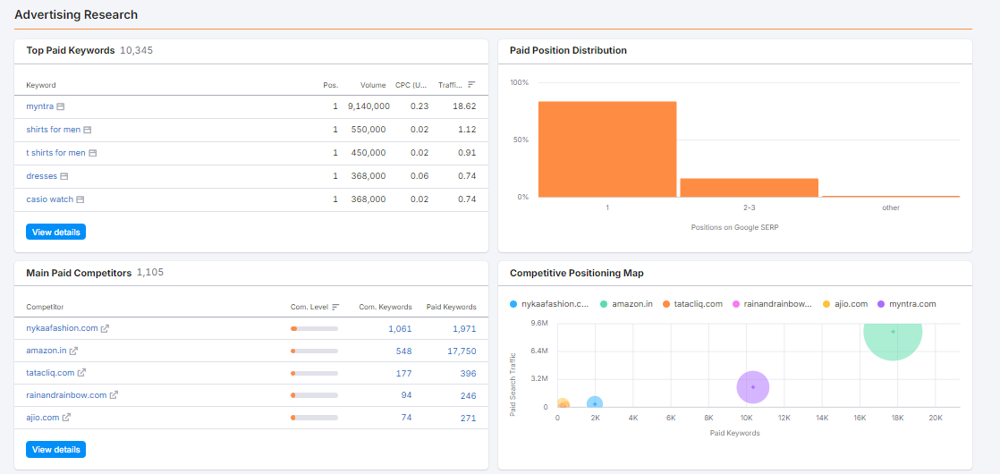 Advertising Research
Top Paid Keywords 10,345
Keyword Pos. Volume CPC (U... Traffi...
myntra 1 9,140,000 0.23 18.62
shirts for men 1 550,000 0.02 1.12
t shirts for men 1 450,000 0.02 0.91
dresses 1 368,000 0.06 0.74
casio watch 1 368,000 0.02 0.74
View details
Paid Position Distribution
100%
50%
0%
1 2-3 other
Positions on Google SERP
Main Paid Competitors 1,105
Competitor Com. Level Com. Keywords Paid Keywords
nykaafashion.com 1,061 1,971
amazon.in 548 17,750
tatacliq.com 177 396
rainandrainbow.com 94 246
ajio.com 74 271
View details
Competitive Positioning Map
nykaafashion.c... amazon.in tatacliq.com rainandrainbow... ajio.com myntra.com
Paid Search Traffic
9.6M
6.4M
3.2M
0
0 2K 4K 6K 8K 10K 12K 14K 16K 18K 20K
Paid Keywords